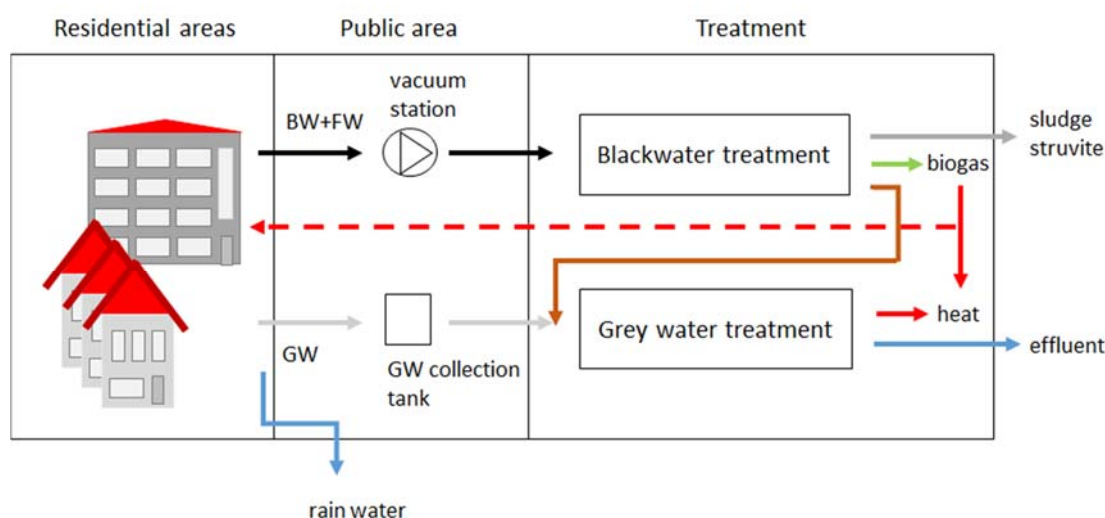 Residential areas
Public area
Treatment
vacuum
station
BW+FW
Blackwater treatment
sludge
struvite
biogas
Grey water treatment
heat
effluent
GW
GW collection
tank
rain water